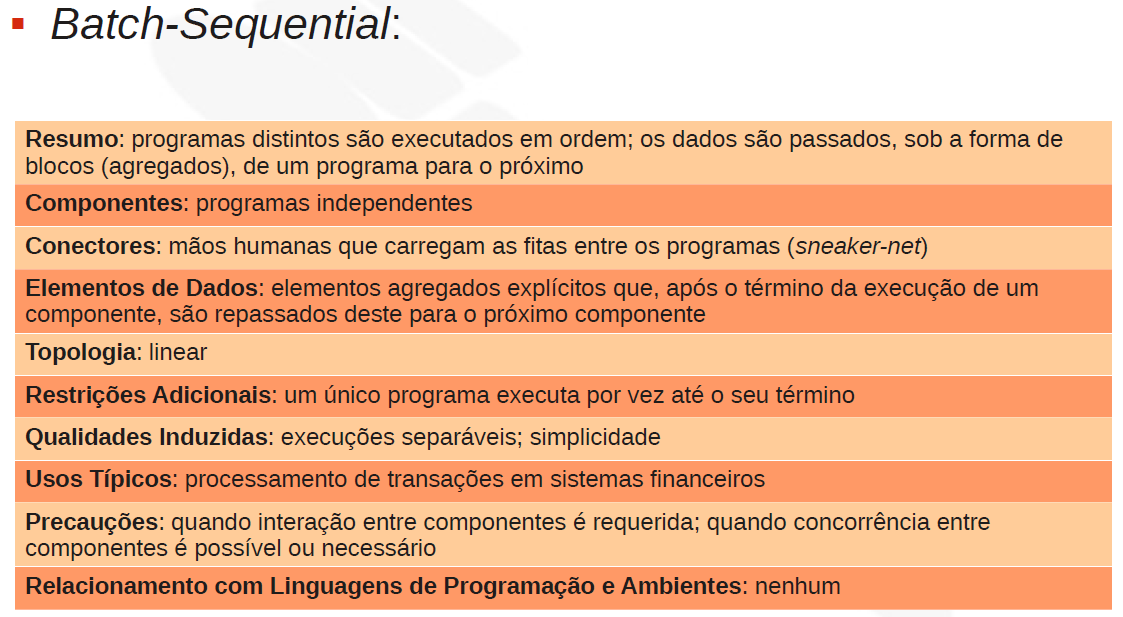 Batch-Sequential:
Resumo: programas distintos são executados em ordem; os dados são passados, sob a forma de
blocos (agregados), de um programa para o próximo
Componentes: programas independentes
Conectores: mãos humanas que carregam as fitas entre os programas (sneaker-net)
Elementos de Dados: elementos agregados explícitos que, após o término da execução de um
componente, são repassados deste para o próximo componente
Topologia: linear
Restrições Adicionais: um único programa executa por vez até o seu término
Qualidades Induzidas: execuções separáveis; simplicidade
Usos Típicos: processamento de transações em sistemas financeiros
Precauções: quando interação entre componentes é requerida; quando concorrência entre
componentes é possível ou necessário
Relacionamento com Linguagens de Programação e Ambientes: nenhum